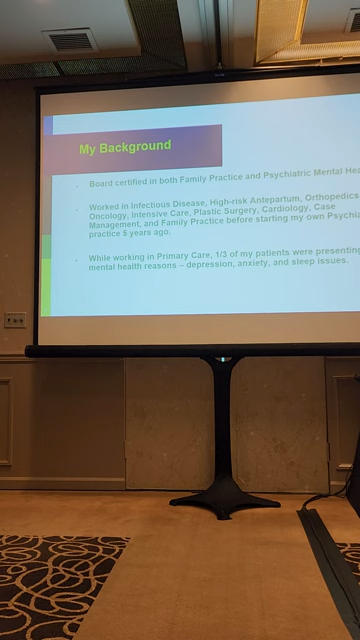 My Background
Board certified in both Family Practice and Psychiatric Mental Hea
Worked in Infectious Disease, High-risk Antepartum, Orthopedics
Oncology, Intensive Care, Plastic Surgery, Cardiology, Case
Management, and Family Practice before starting my own Psychia
practice 5 years ago.
While working in Primary Care, 1/3 of my patients were presenting
mental health reasons – depression, anxiety, and sleep issues.